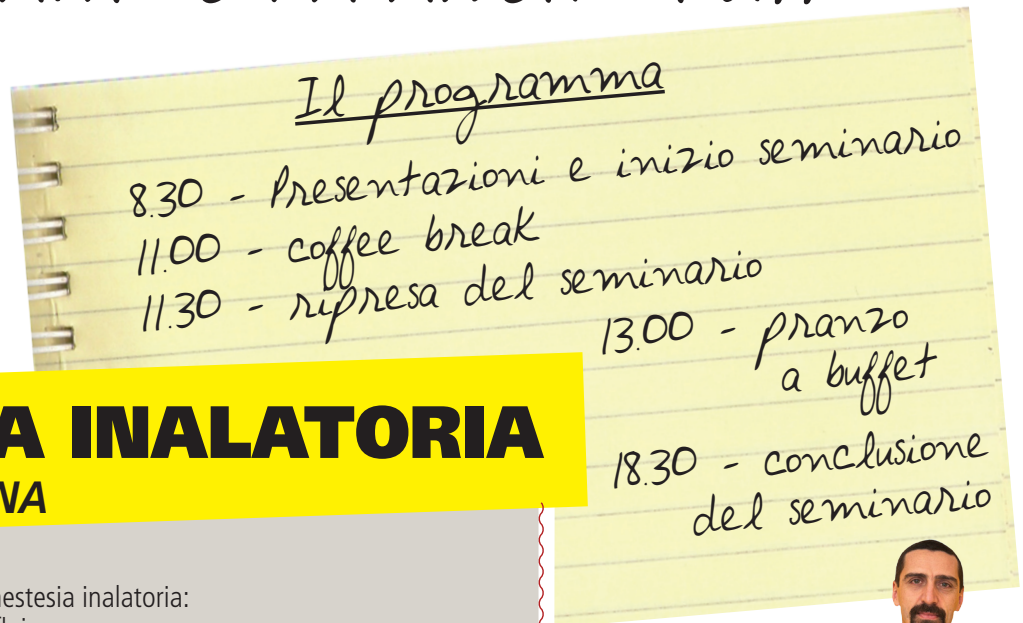 Il programma
8.30 - Presentazioni e inizio seminario
11.00 - coffee break
11.30 - ripresa del seminario
13.00 - pranzo
a buffet
18.30 - conclusione
del seminario
A INALATORIA
NA
nestesia inalatoria: